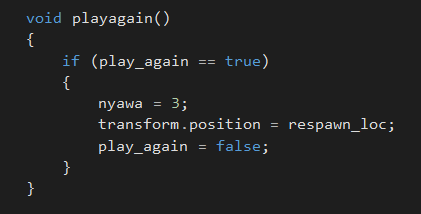 void playagain()
{
if (play_again == true)
{
nyawa = 3;
transform.position = respawn_loc;
play_again = false;
}
}